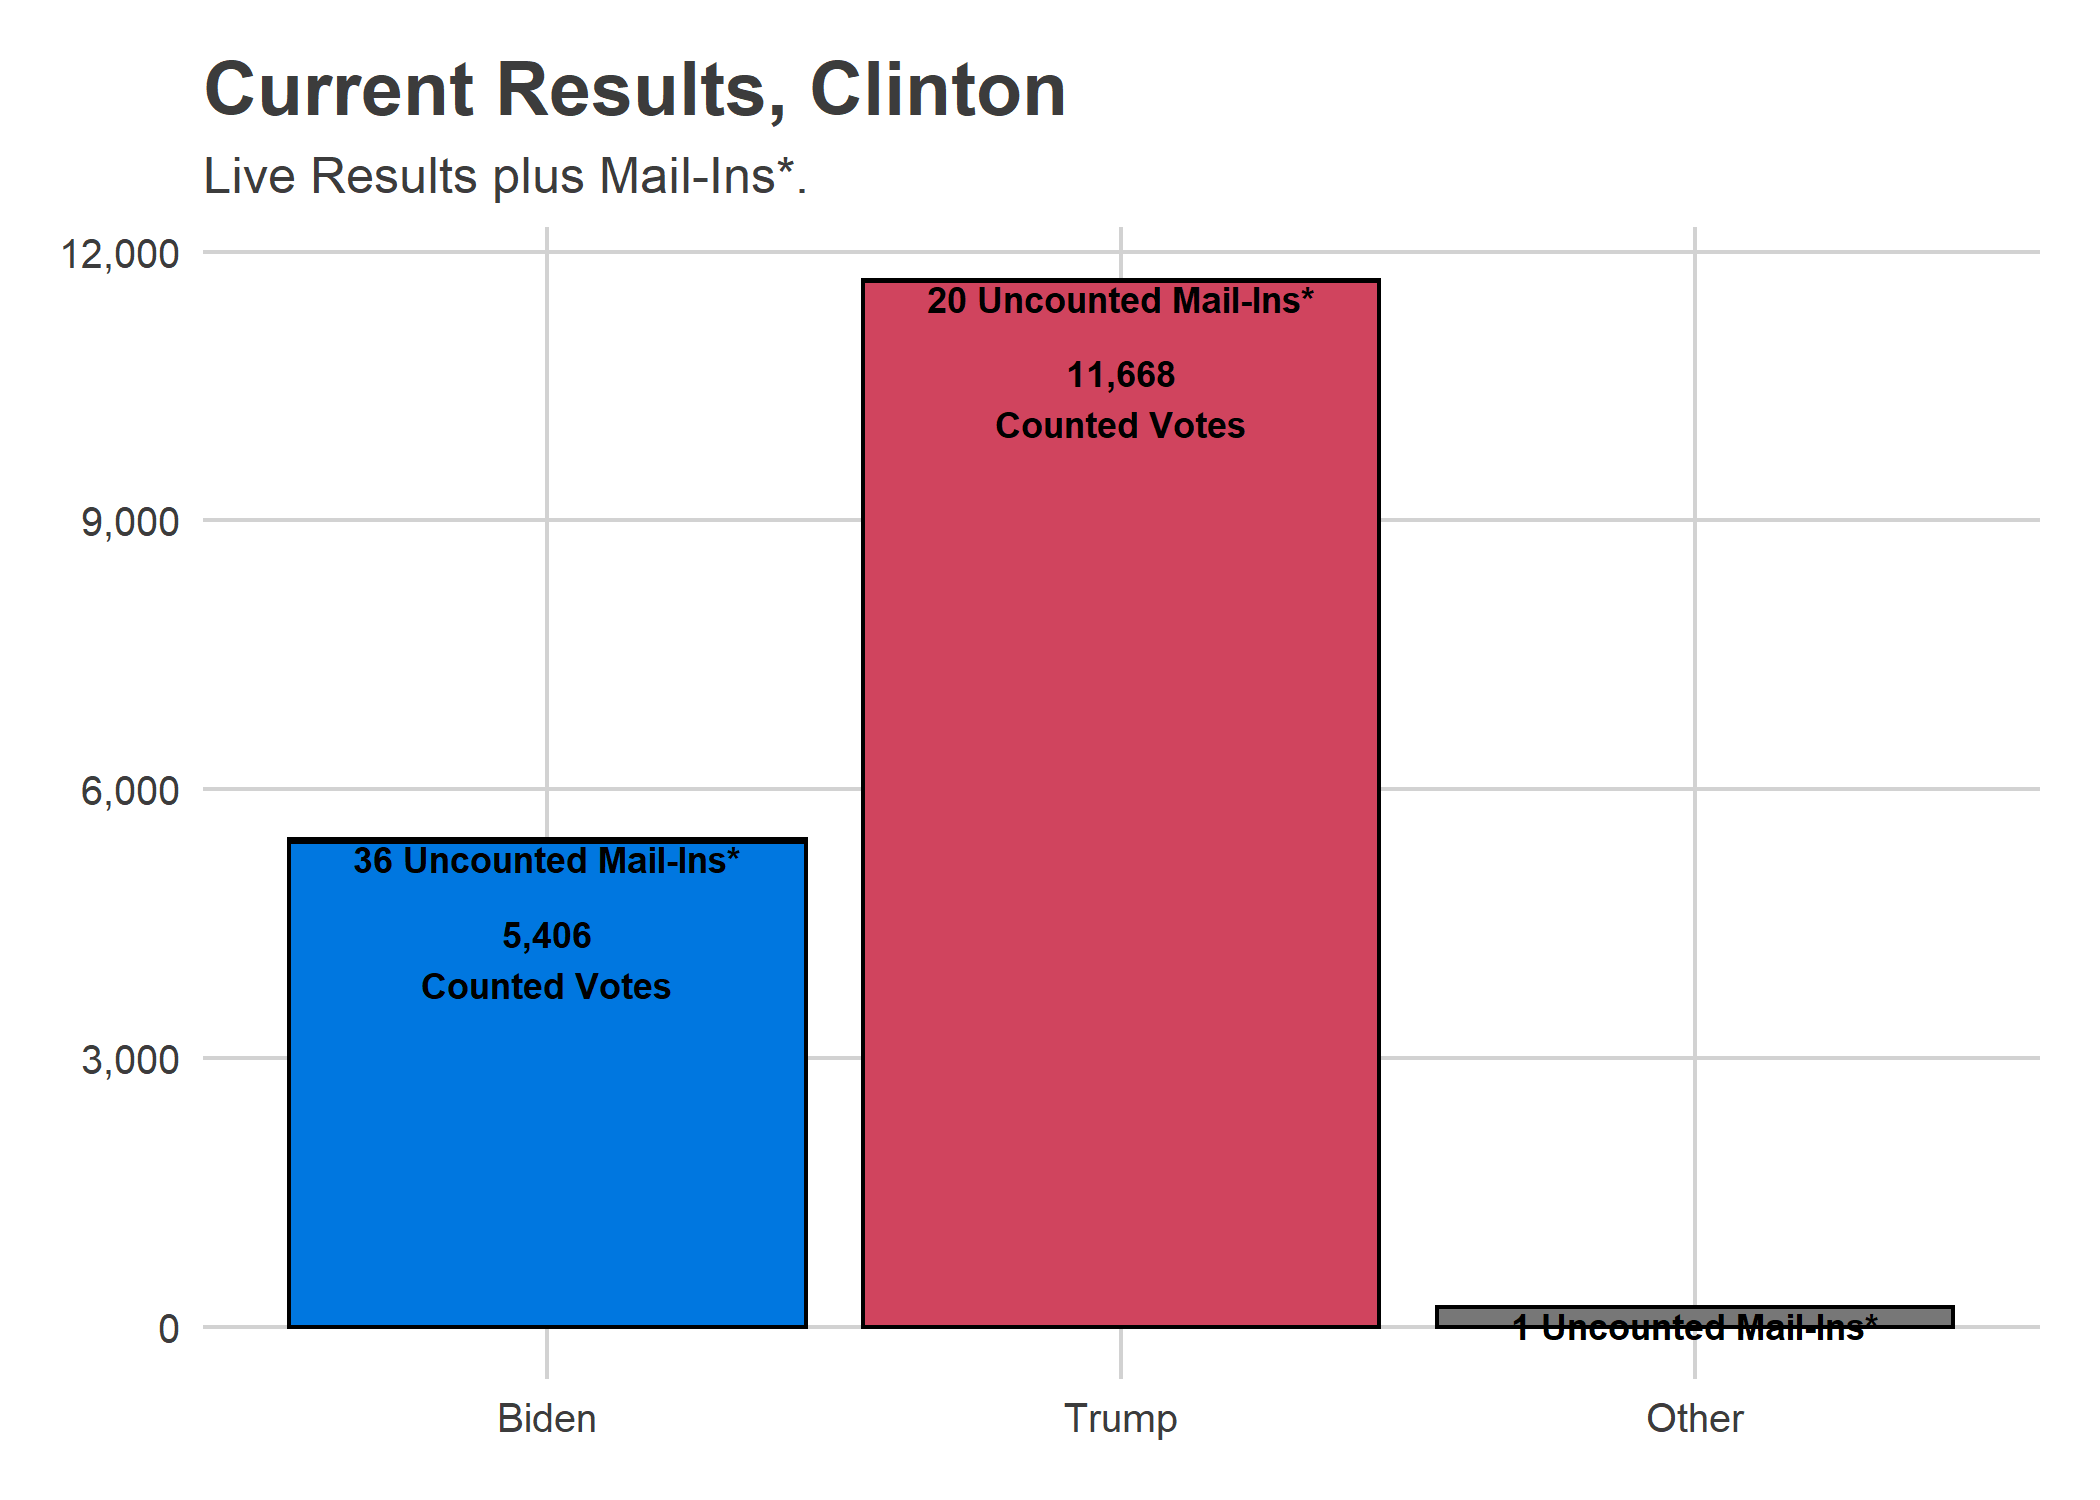 Current Results, Clinton
Live Results plus Mail-Ins*.
12,000
9,000
6,000
3,000
0
36 Uncounted Mail-Ins*
5,406
Counted Votes
20 Uncounted Mail-Ins*
11,668
Counted Votes
1 Uncounted Mail-Ins*
Biden
Trump
Other